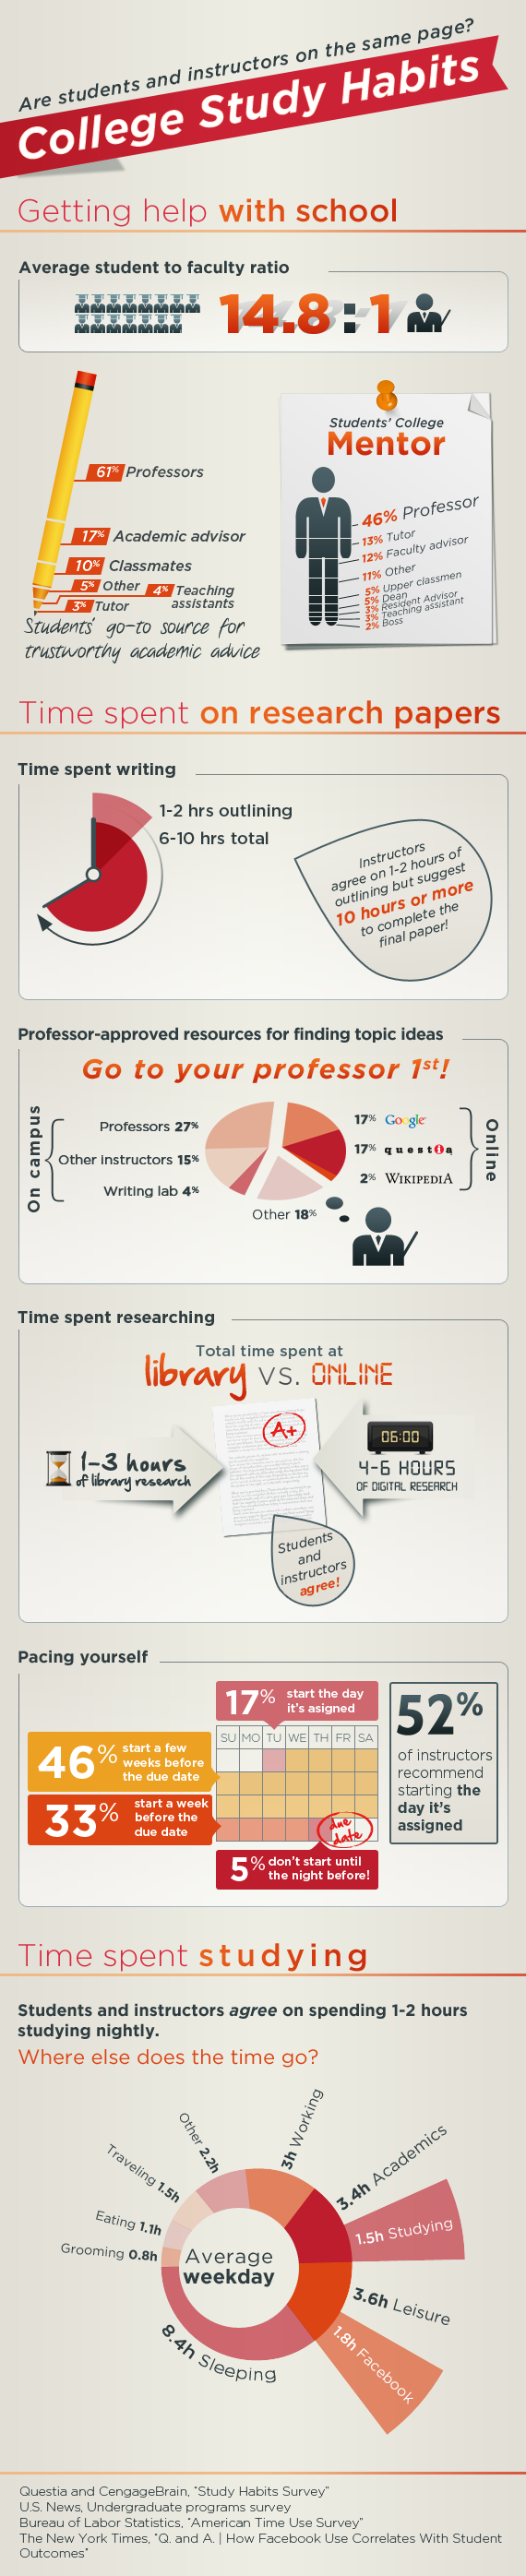 Are students and instructors on the same page?
College Study Habits
Getting help with school
Average student to faculty ratio
14.8:1
61% Professors
17% Academic advisor
10% Classmates
5% Other
4% Teaching
assistants
3% Tutor
Students' go-to source for
trustworthy academic advice
Students' College
Mentor
46% Professor
13% Tutor
12% Faculty advisor
11% Other
5% Upper classmen
5% Dean
3% Resident Advisor
3% Teaching assistant
2% Boss
Time spent on research papers
Time spent writing
1-2 hrs outlining
6-10 hrs total
Instructors
agree on 1-2 hours of
outlining but suggest
10 hours or more
to complete the
final paper!
Professor-approved resources for finding topic ideas
Go to your professor 1st!
On campus
Professors 27%
Other instructors 15%
Writing lab 4%
Other 18%
17% Google
17% questia
2% WIKIPEDIA
Online
Time spent researching
Total time spent at
library VS. ONLINE
1-3 hours
of library research
A+
06:00
4-6 HOURS
OF DIGITAL RESEARCH
Students
and
instructors
agree!
Pacing yourself
17% start the day
it's asigned
46% start a few
weeks before
the due date
33% start a week
before the
due date
SU MO TU WE TH FR SA
due
date
5% don't start until
the night before!
52%
of instructors
recommend
starting the
day it's
assigned
Time spent studying
Students and instructors agree on spending 1-2 hours
studying nightly.
Where else does the time go?
Average
weekday
3h Working
3.4h Academics
1.5h Studying
3.6h Leisure
1.8h Facebook
8.4h Sleeping
Grooming 0.8h
Eating 1.1h
Traveling 1.5h
Other 2.2h
Questia and CengageBrain, "Study Habits Survey"
U.S. News, Undergraduate programs survey
Bureau of Labor Statistics, "American Time Use Survey"
The New York Times, "Q. and A. | How Facebook Use Correlates With Student
Outcomes"